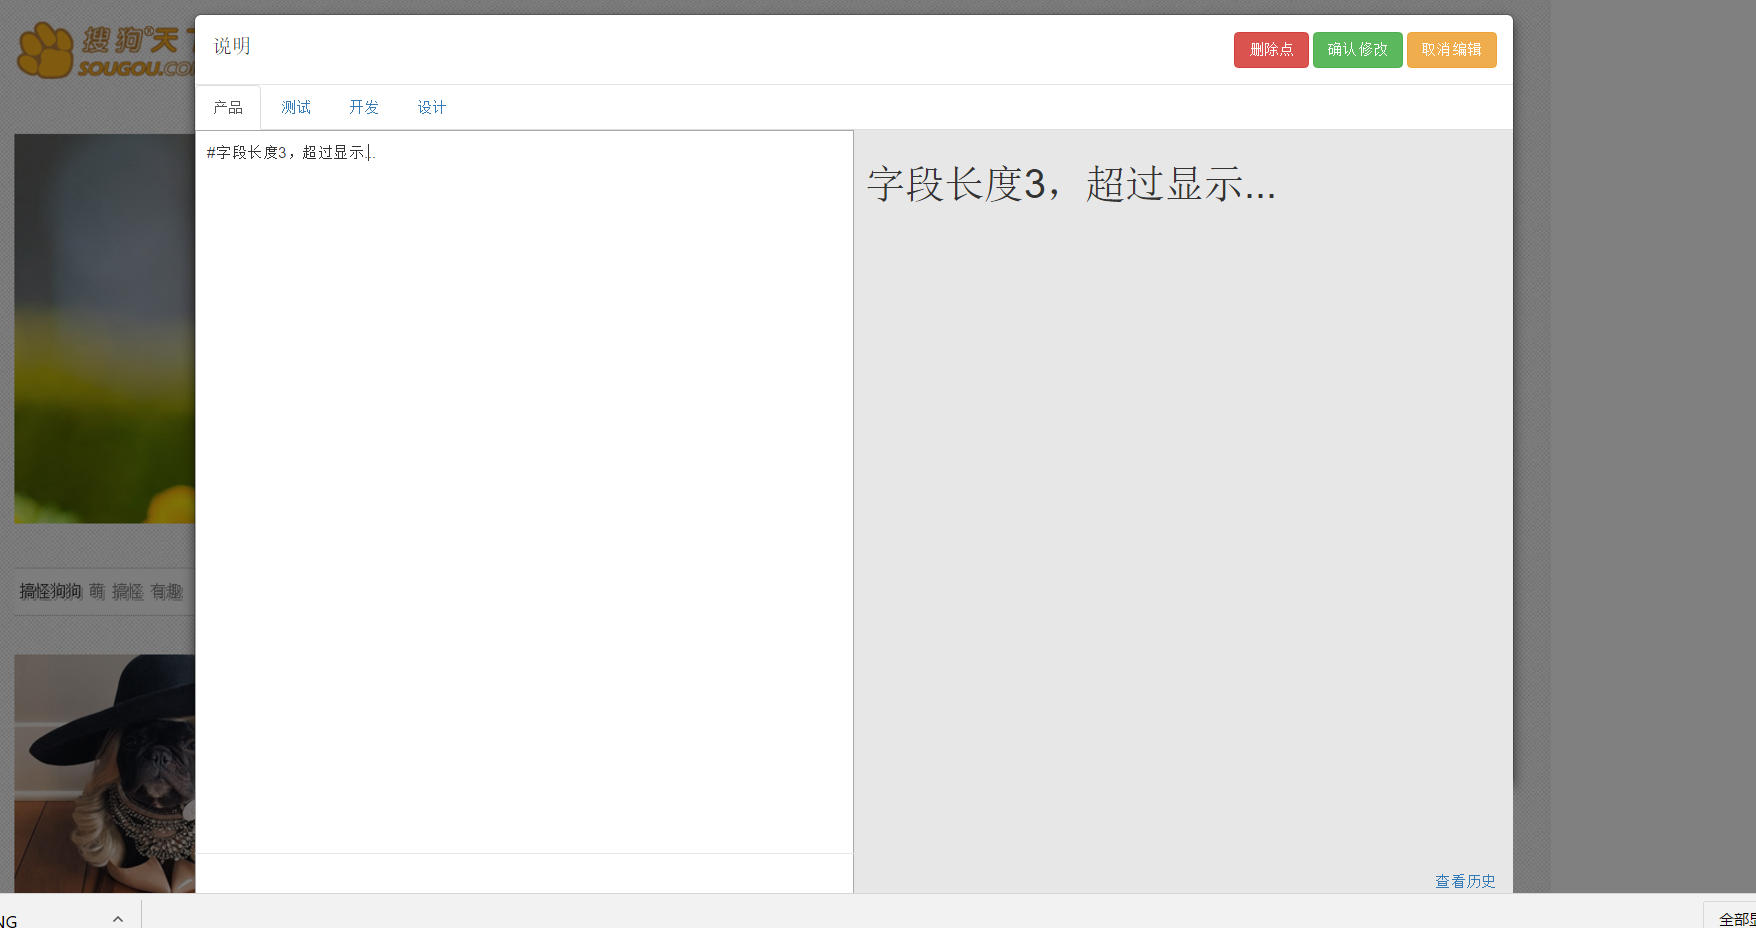 搜狗®天
SOUGOU.CO
说明
删除点 确认修改 取消编辑
产品 测试 开发 设计
#字段长度3，超过显示...
字段长度3，超过显示...
搞怪狗狗 萌 搞怪 有趣
查看历史
NG
全部